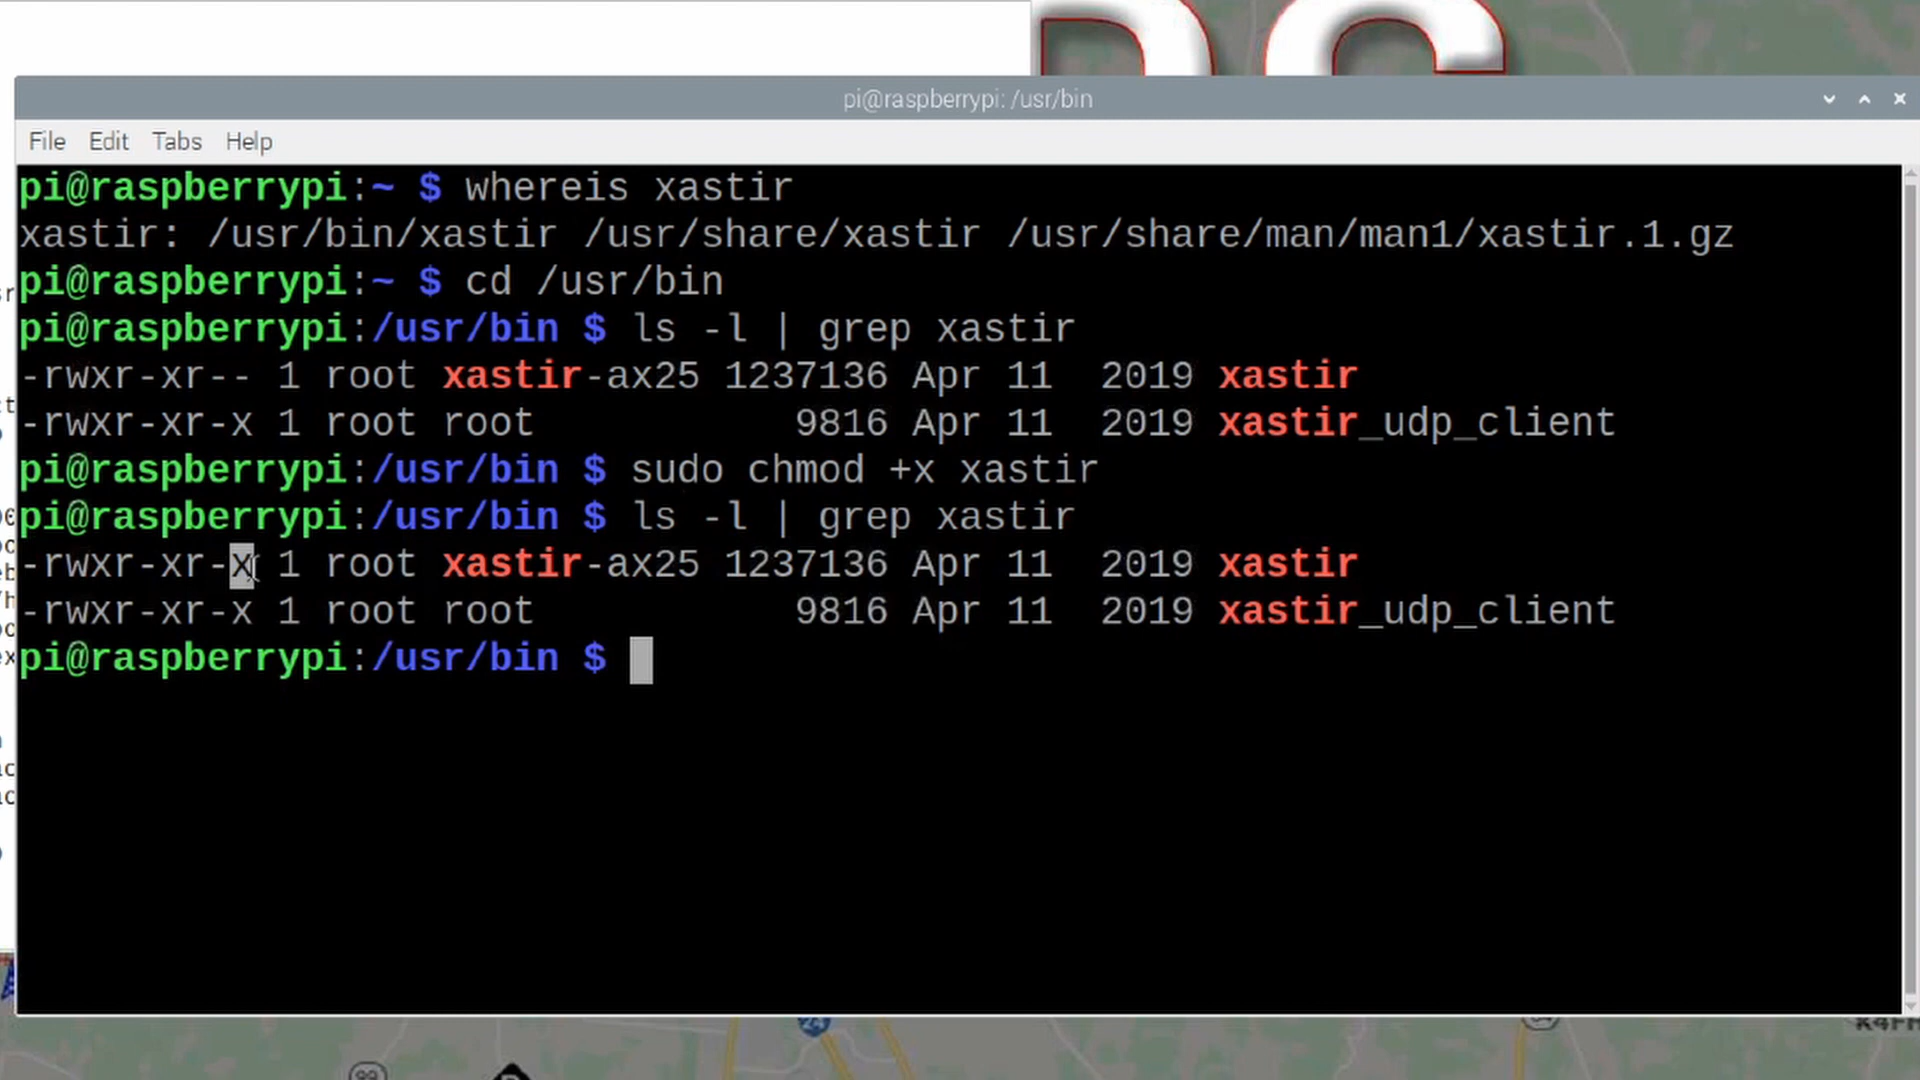 pi@raspberrypi: /usr/bin
File Edit Tabs Help
pi@raspberrypi:~ $ whereis xastir
xastir: /usr/bin/xastir /usr/share/xastir /usr/share/man/man1/xastir.1.gz
pi@raspberrypi:~ $ cd /usr/bin
pi@raspberrypi:/usr/bin $ ls -l | grep xastir
-rwxr-xr-- 1 root xastir-ax25 1237136 Apr 11  2019 xastir
-rwxr-xr-x 1 root root           9816 Apr 11  2019 xastir_udp_client
pi@raspberrypi:/usr/bin $ sudo chmod +x xastir
pi@raspberrypi:/usr/bin $ ls -l | grep xastir
-rwxr-xr-x 1 root xastir-ax25 1237136 Apr 11  2019 xastir
-rwxr-xr-x 1 root root           9816 Apr 11  2019 xastir_udp_client
pi@raspberrypi:/usr/bin $
24